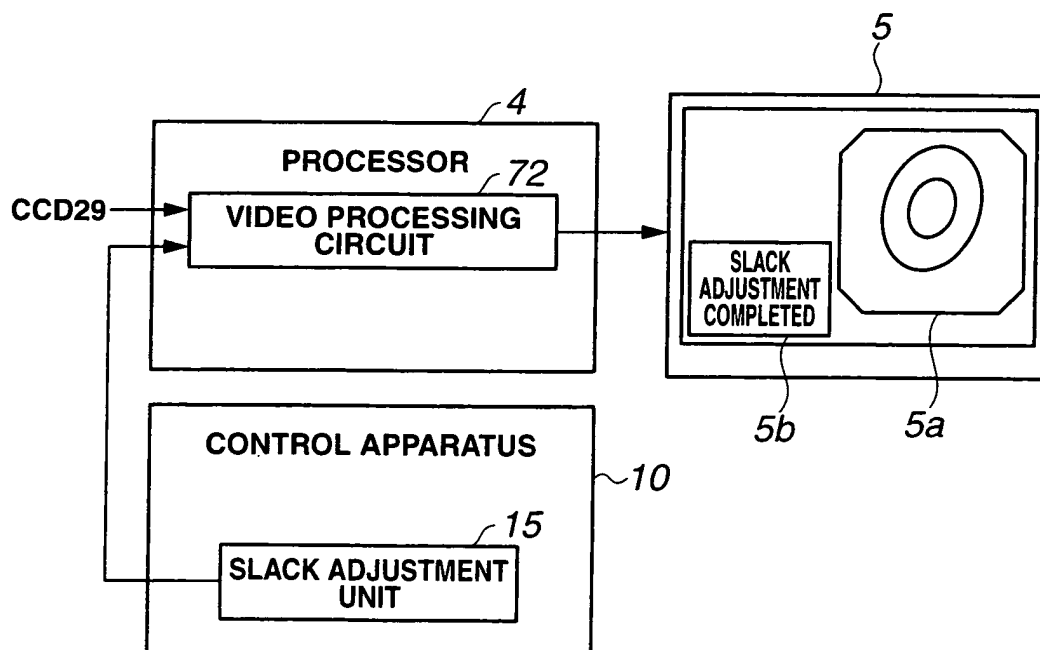 5
4
PROCESSOR
72
CCD29
VIDEO PROCESSING
CIRCUIT
SLACK
ADJUSTMENT
COMPLETED
5b
5a
CONTROL APPARATUS
10
15
SLACK ADJUSTMENT
UNIT